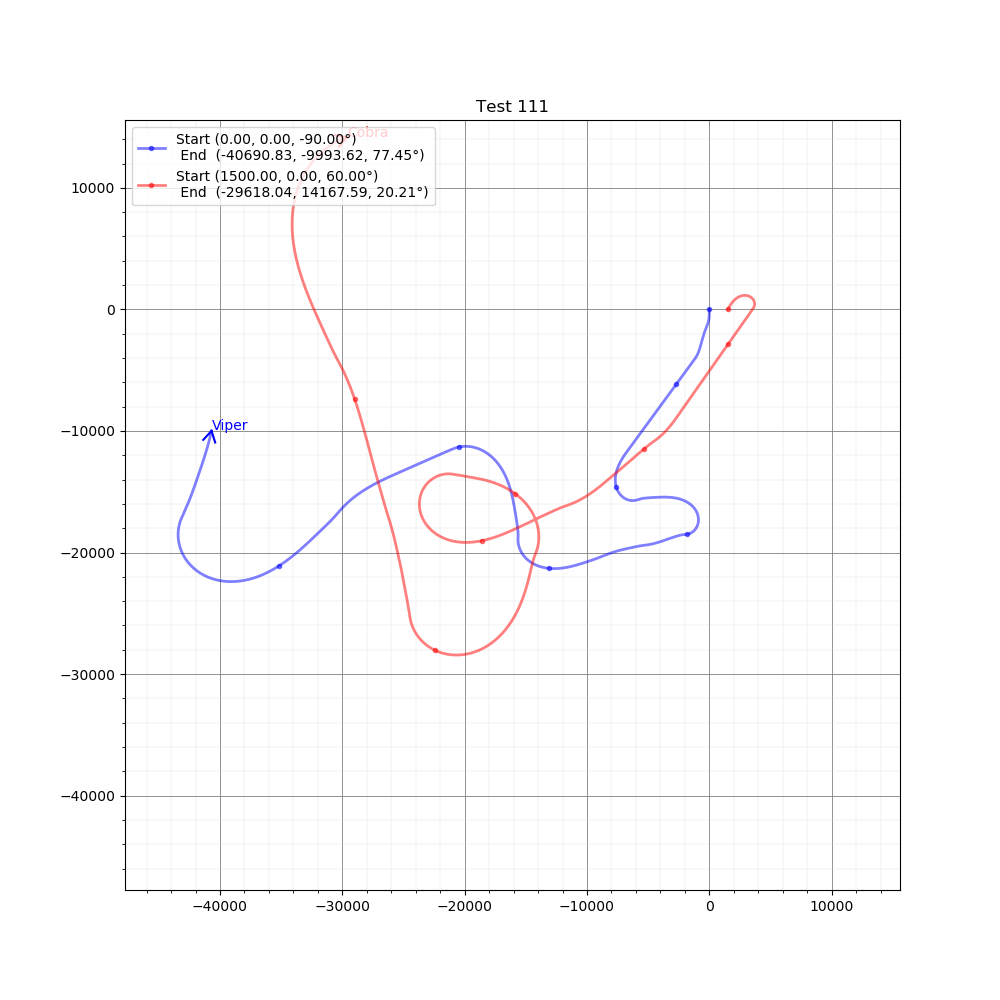 Test 111
Cobra
Start (0.00, 0.00, -90.00°)
End  (-40690.83, -9993.62, 77.45°)
Start (1500.00, 0.00, 60.00°)
End  (-29618.04, 14167.59, 20.21°)
10000
0
−10000
−20000
−30000
−40000
Viper
−40000
−30000
−20000
−10000
0
10000